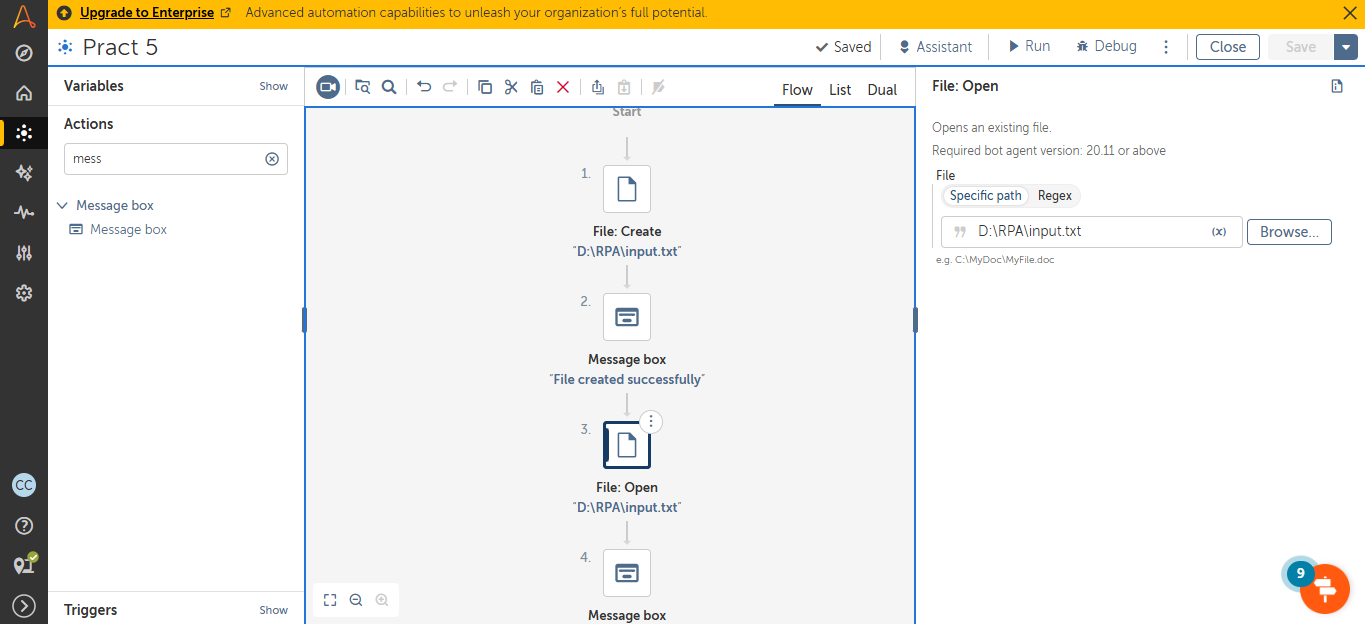 Upgrade to Enterprise Advanced automation capabilities to unleash your organization's full potential.
Pract 5
Saved
Assistant
Run
Debug
Close
Save
Variables
Show
Actions
mess
Message box
Message box
Triggers
Show
CC
Flow
List
Dual
Start
1.
File: Create
"D:\RPA\input.txt"
2.
Message box
"File created successfully"
3.
File: Open
"D:\RPA\input.txt"
4.
Message box
File: Open
Opens an existing file.
Required bot agent version: 20.11 or above
File
Specific path Regex
D:\RPA\input.txt (x) Browse...
e.g. C:\MyDoc\MyFile.doc
9